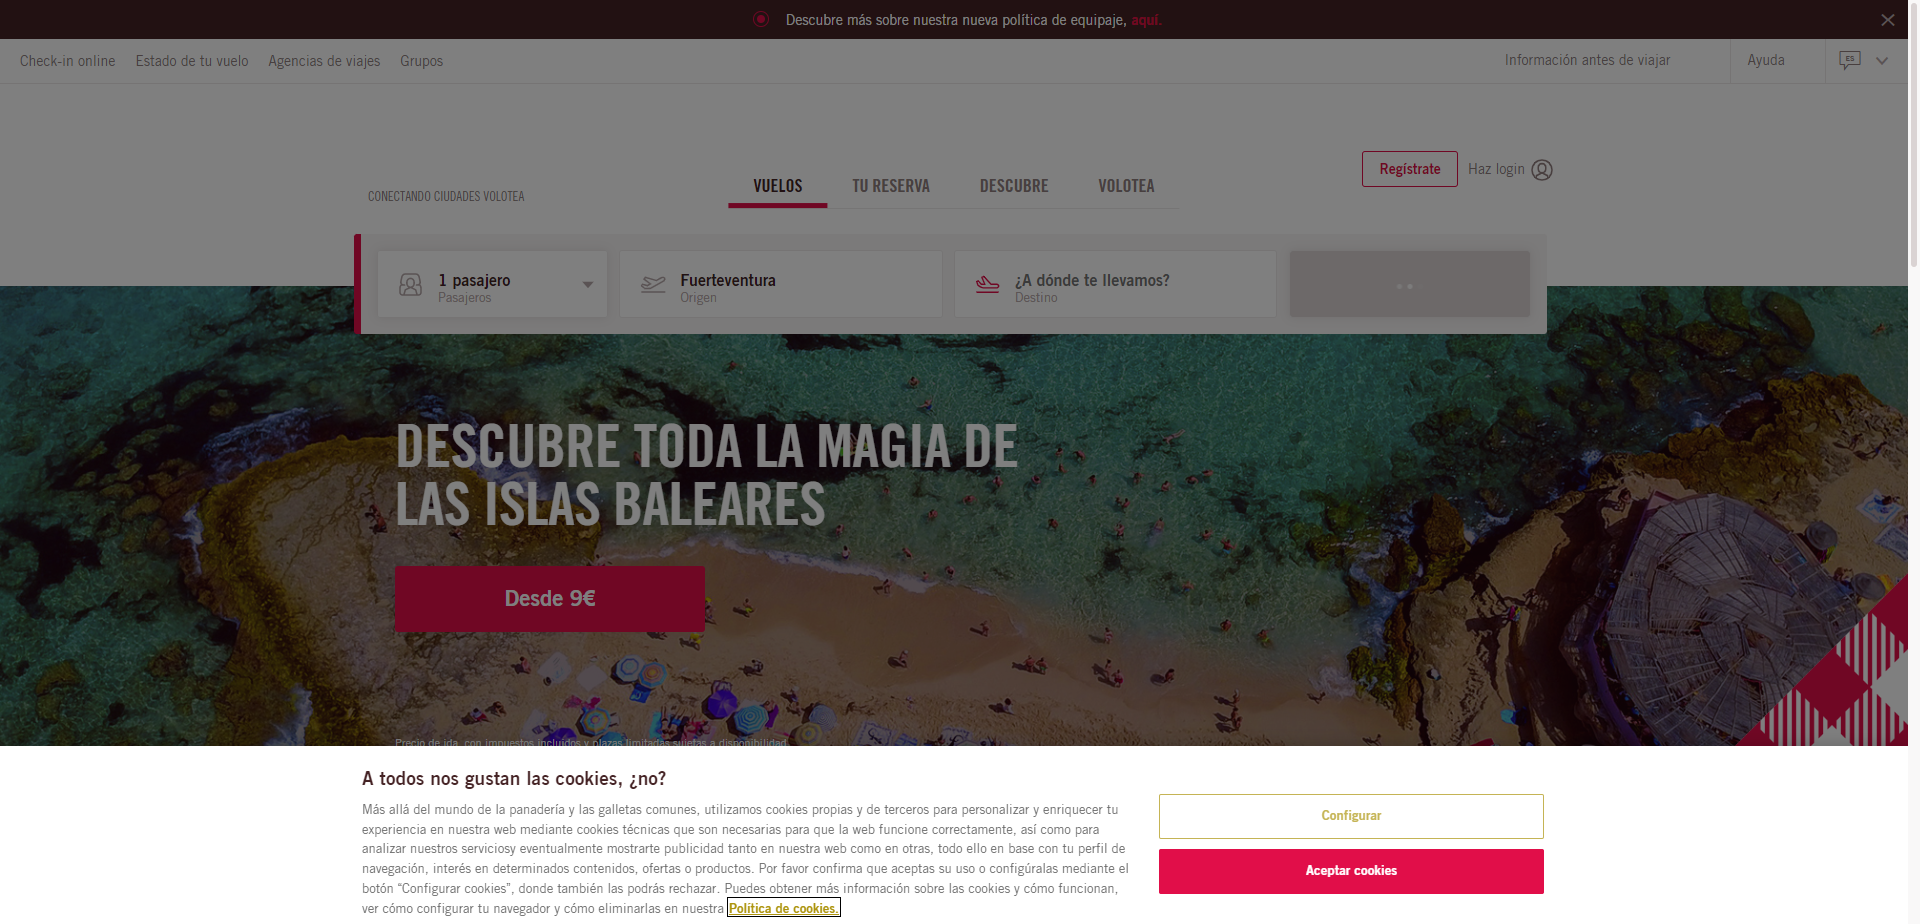 Descubre más sobre nuestra nueva política de equipaje, aquí.
Check-in online
Estado de tu vuelo
Agencias de viajes
Grupos
Información antes de viajar
Ayuda
ES
Regístrate
Haz login
CONECTANDO CIUDADES VOLOTEA
VUELOS
TU RESERVA
DESCUBRE
VOLOTEA
1 pasajero
Pasajeros
Fuerteventura
Origen
¿A dónde te llevamos?
Destino
DESCUBRE TODA LA MAGIA DE
LAS ISLAS BALEARES
Desde 9€
Precio de ida, con impuestos incluidos y plazas limitadas sujetas a disponibilidad.
A todos nos gustan las cookies, ¿no?
Más allá del mundo de la panadería y las galletas comunes, utilizamos cookies propias y de terceros para personalizar y enriquecer tu
experiencia en nuestra web mediante cookies técnicas que son necesarias para que la web funcione correctamente, así como para
analizar nuestros serviciosy eventualmente mostrarte publicidad tanto en nuestra web como en otras, todo ello en base con tu perfil de
navegación, interés en determinados contenidos, ofertas o productos. Por favor confirma que aceptas su uso o configúralas mediante el
botón “Configurar cookies”, donde también las podrás rechazar. Puedes obtener más información sobre las cookies y cómo funcionan,
ver cómo configurar tu navegador y cómo eliminarlas en nuestra Política de cookies.
Configurar
Aceptar cookies